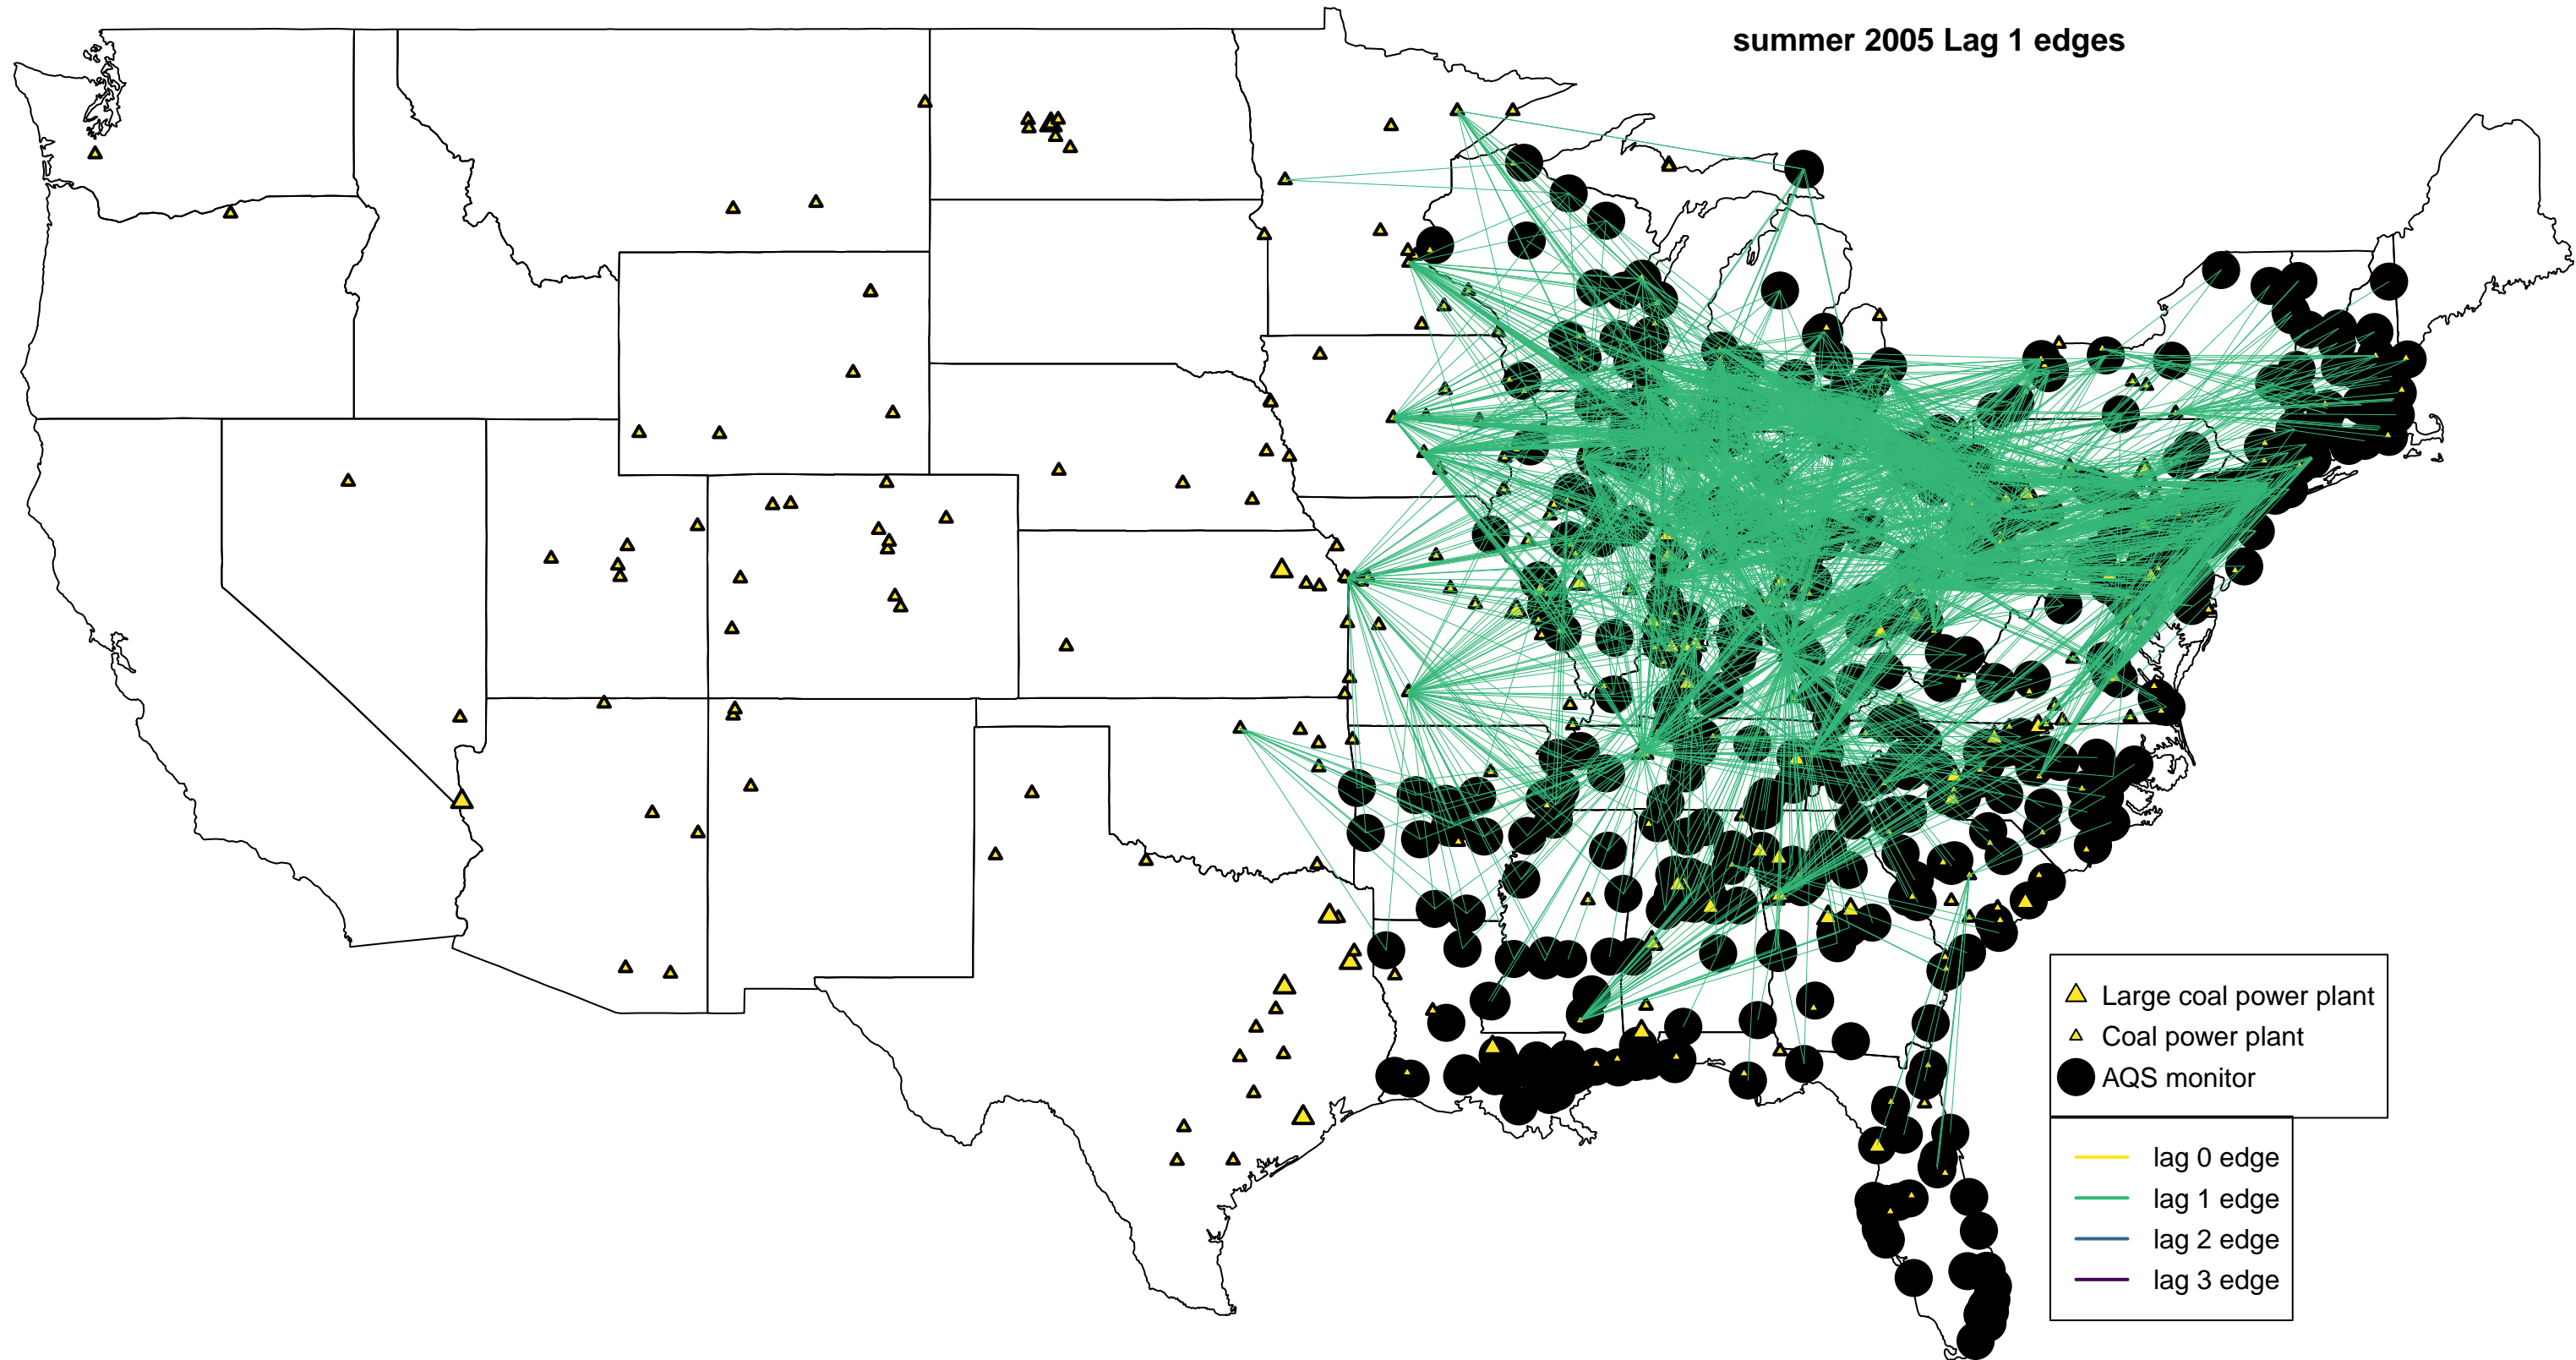 summer 2005 Lag 1 edges
Large coal power plant
Coal power plant
AQS monitor
lag 0 edge
lag 1 edge
lag 2 edge
lag 3 edge